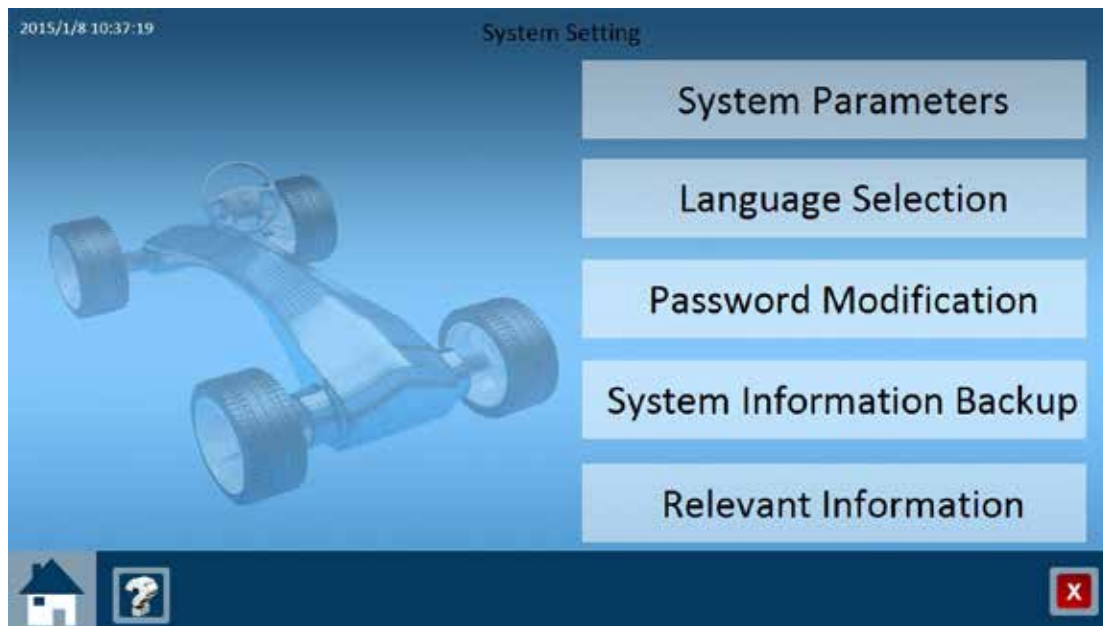 2015/1/8 10:37:19
System Setting
System Parameters
Language Selection
Password Modification
System Information Backup
Relevant Information
?
X